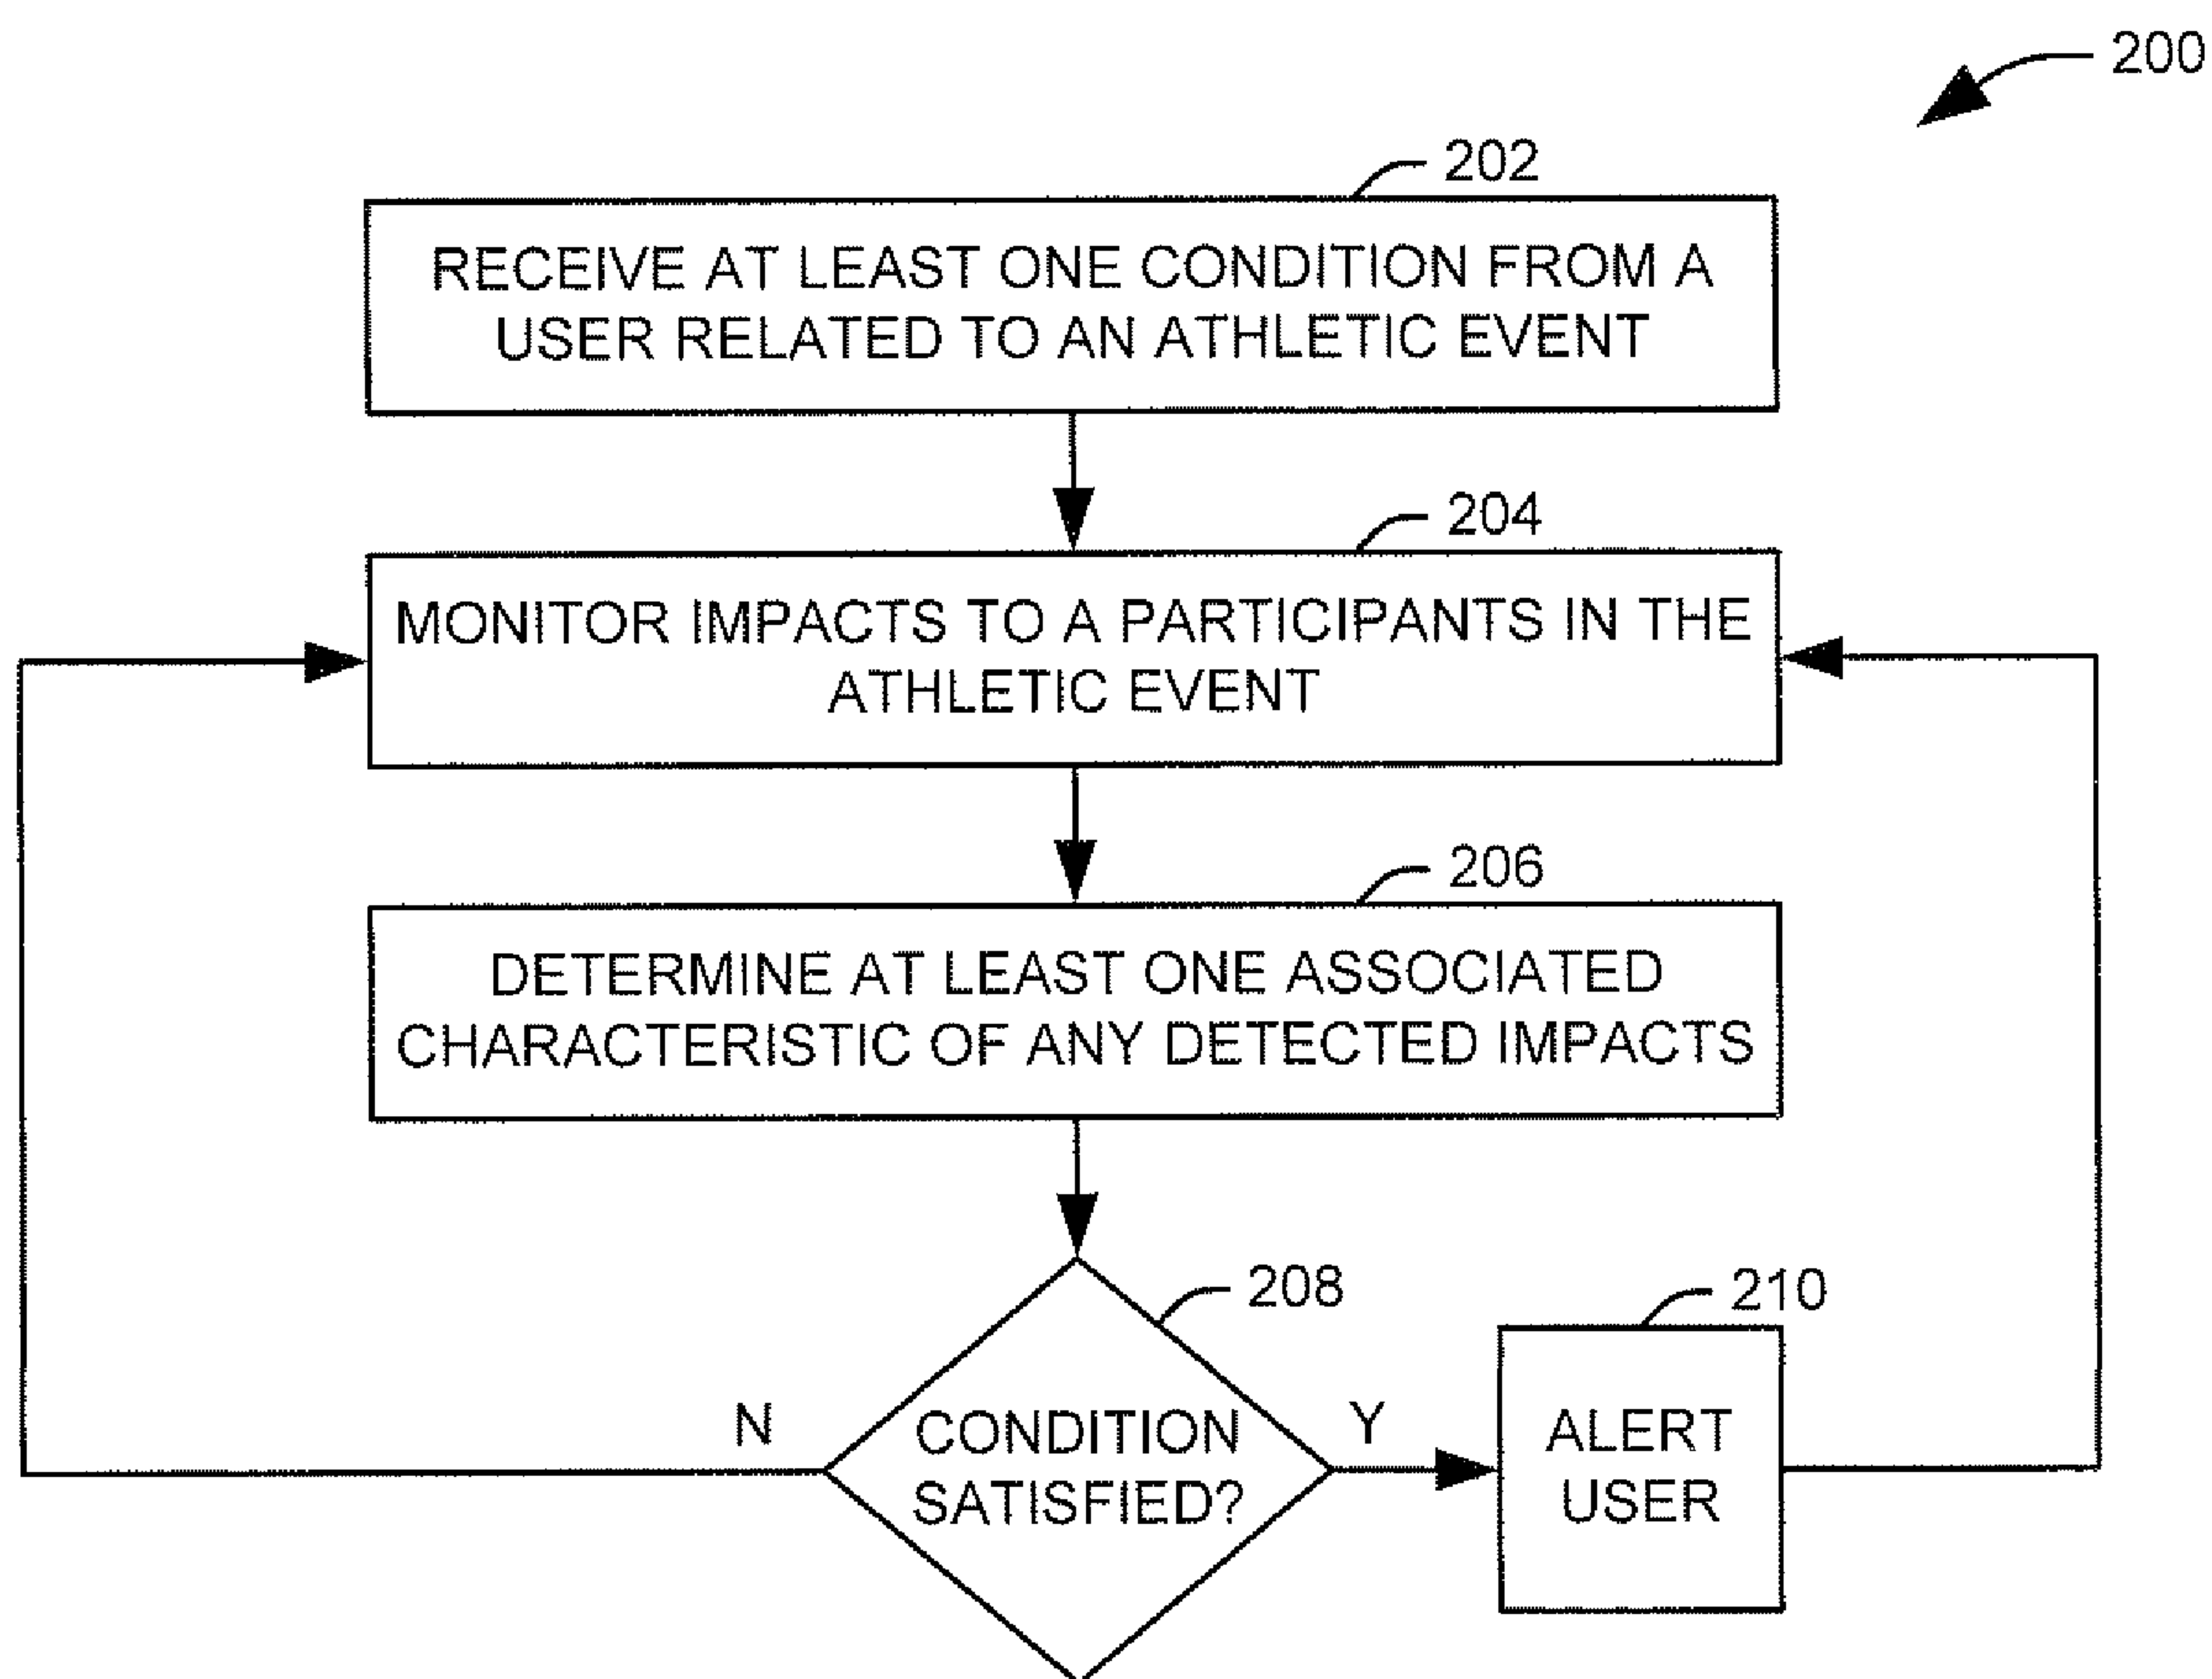 200
202
RECEIVE AT LEAST ONE CONDITION FROM A
USER RELATED TO AN ATHLETIC EVENT
204
MONITOR IMPACTS TO A PARTICIPANTS IN THE
ATHLETIC EVENT
206
DETERMINE AT LEAST ONE ASSOCIATED
CHARACTERISTIC OF ANY DETECTED IMPACTS
208
210
N
CONDITION
SATISFIED?
Y
ALERT
USER